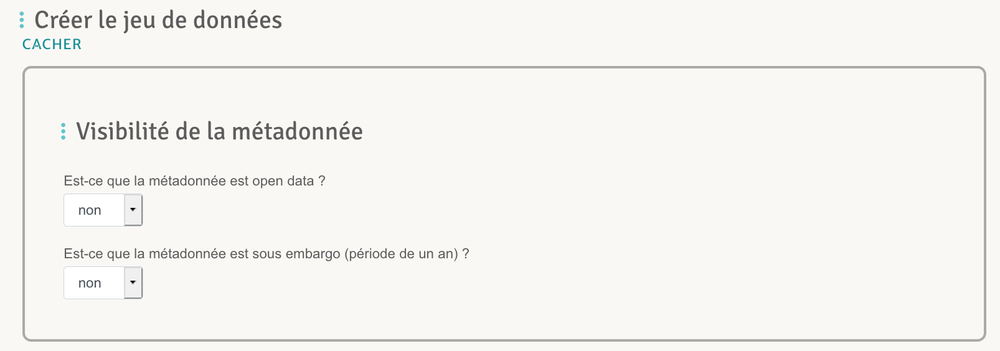 Créer le jeu de données
CACHER
Visibilité de la métadonnée
Est-ce que la métadonnée est open data ?
non
Est-ce que la métadonnée est sous embargo (période de un an) ?
non